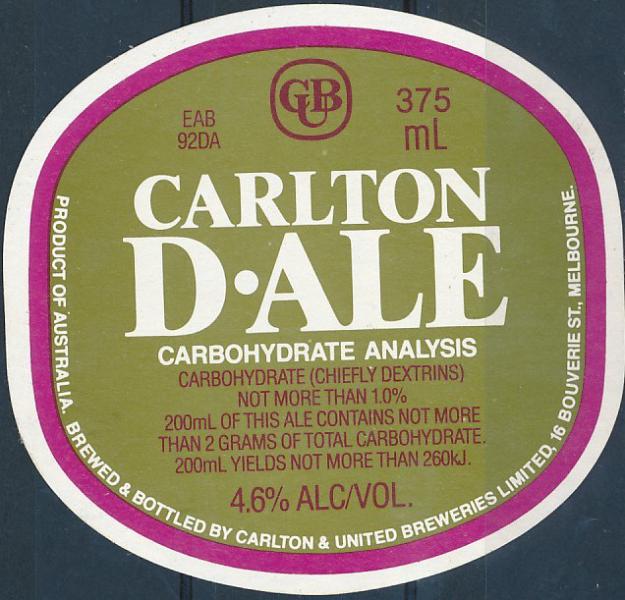 CUB
EAB
92DA
375
mL
CARLTON
D·ALE
CARBOHYDRATE ANALYSIS
CARBOHYDRATE (CHIEFLY DEXTRINS)
NOT MORE THAN 1.0%
200mL OF THIS ALE CONTAINS NOT MORE
THAN 2 GRAMS OF TOTAL CARBOHYDRATE.
200mL YIELDS NOT MORE THAN 260kJ.
4.6% ALC/VOL.
PRODUCT OF AUSTRALIA. BREWED & BOTTLED BY CARLTON & UNITED BREWERIES LIMITED, 16 BOUVERIE ST., MELBOURNE.